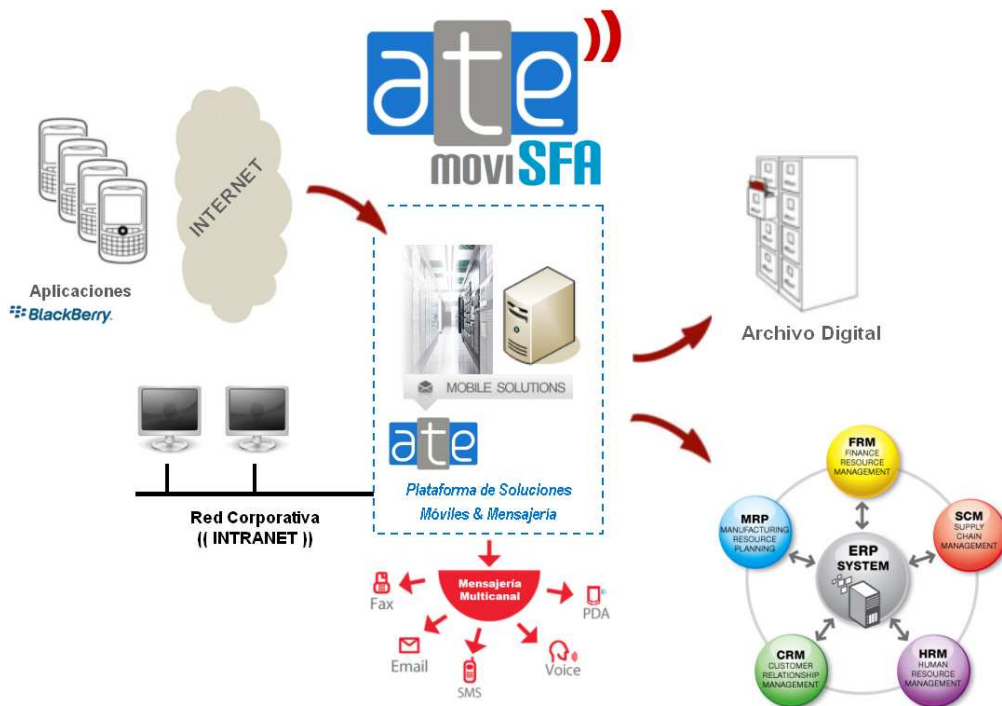 ate
MOVISFA
INTERNET
Aplicaciones
BlackBerry.
Archivo Digital
MOBILE SOLUTIONS
ate
Plataforma de Soluciones
Móviles & Mensajería
Red Corporativa
(( INTRANET ))
Mensajería
Multicanal
Fax
Email
SMS
Voice
PDA
FRM
FINANCE
RESOURCE
MANAGEMENT
MRP
MANUFACTURING
RESOURCE
PLANNING
SCM
SUPPLY
CHAIN
MANAGEMENT
ERP
SYSTEM
CRM
CUSTOMER
RELATIONSHIP
MANAGEMENT
HRM
HUMAN
RESOURCE
MANAGEMENT